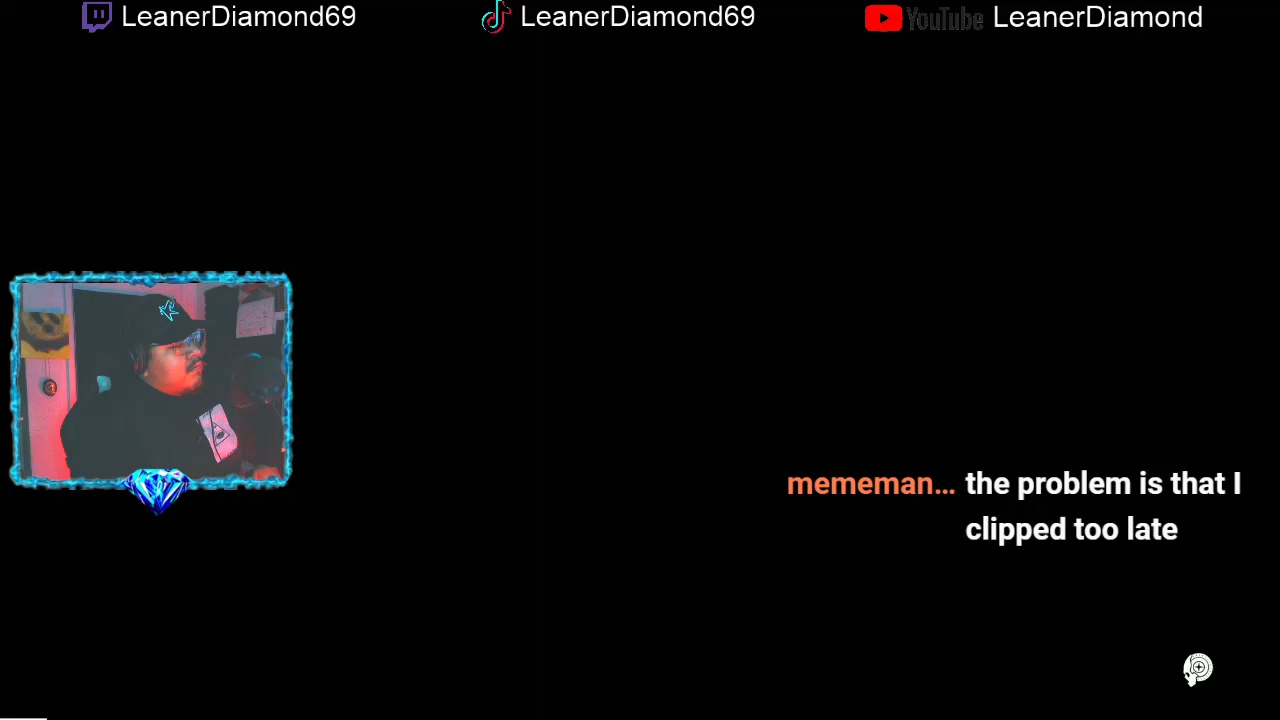 LeanerDiamond69
LeanerDiamond69
YouTube LeanerDiamond
mememan… the problem is that I
clipped too late